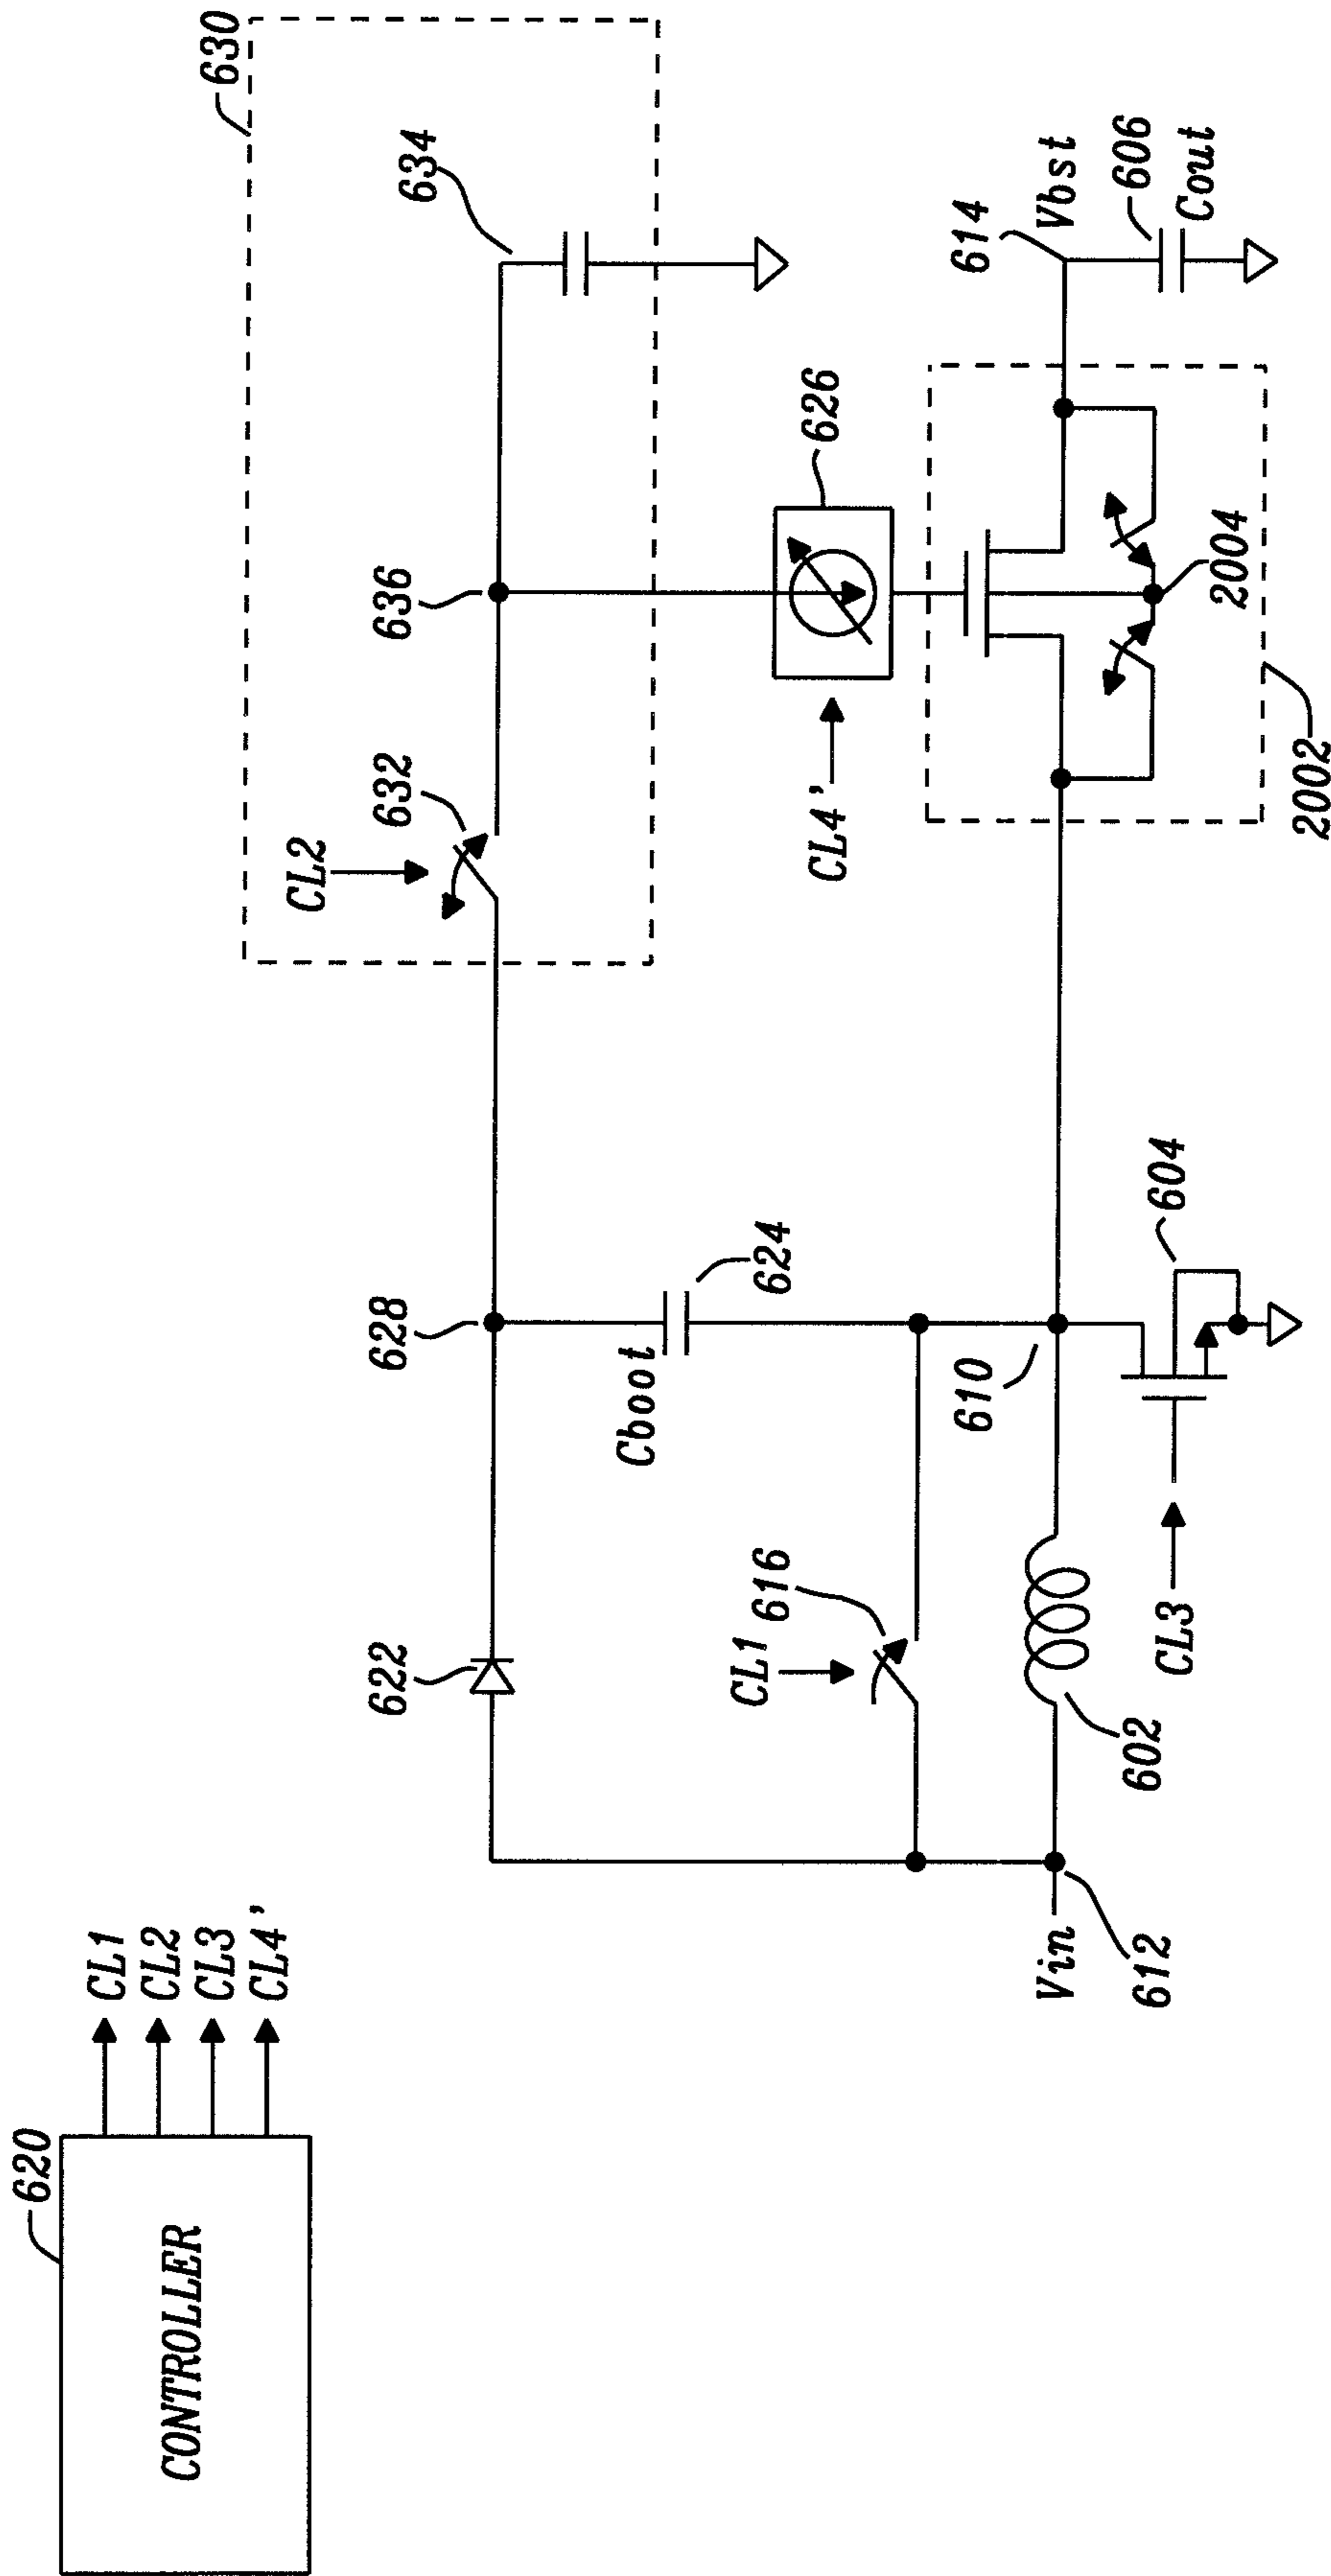 620
CONTROLLER
CL1
CL2
CL3
CL4'
630
634
CL2
632
636
628
622
Cboot
624
626
CL4'
CL1
616
610
614
Vbst
606
Cout
2004
2002
604
CL3
602
Vin
612